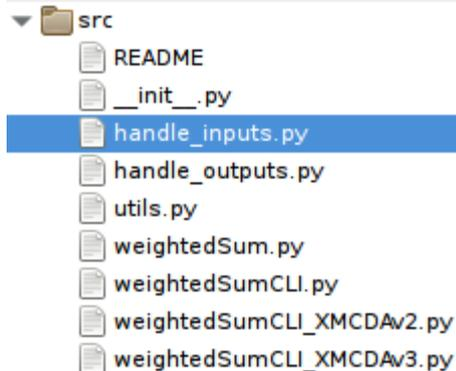 src
README
__init__.py
handle_inputs.py
handle_outputs.py
utils.py
weightedSum.py
weightedSumCLI.py
weightedSumCLI_XMCDAv2.py
weightedSumCLI_XMCDAv3.py